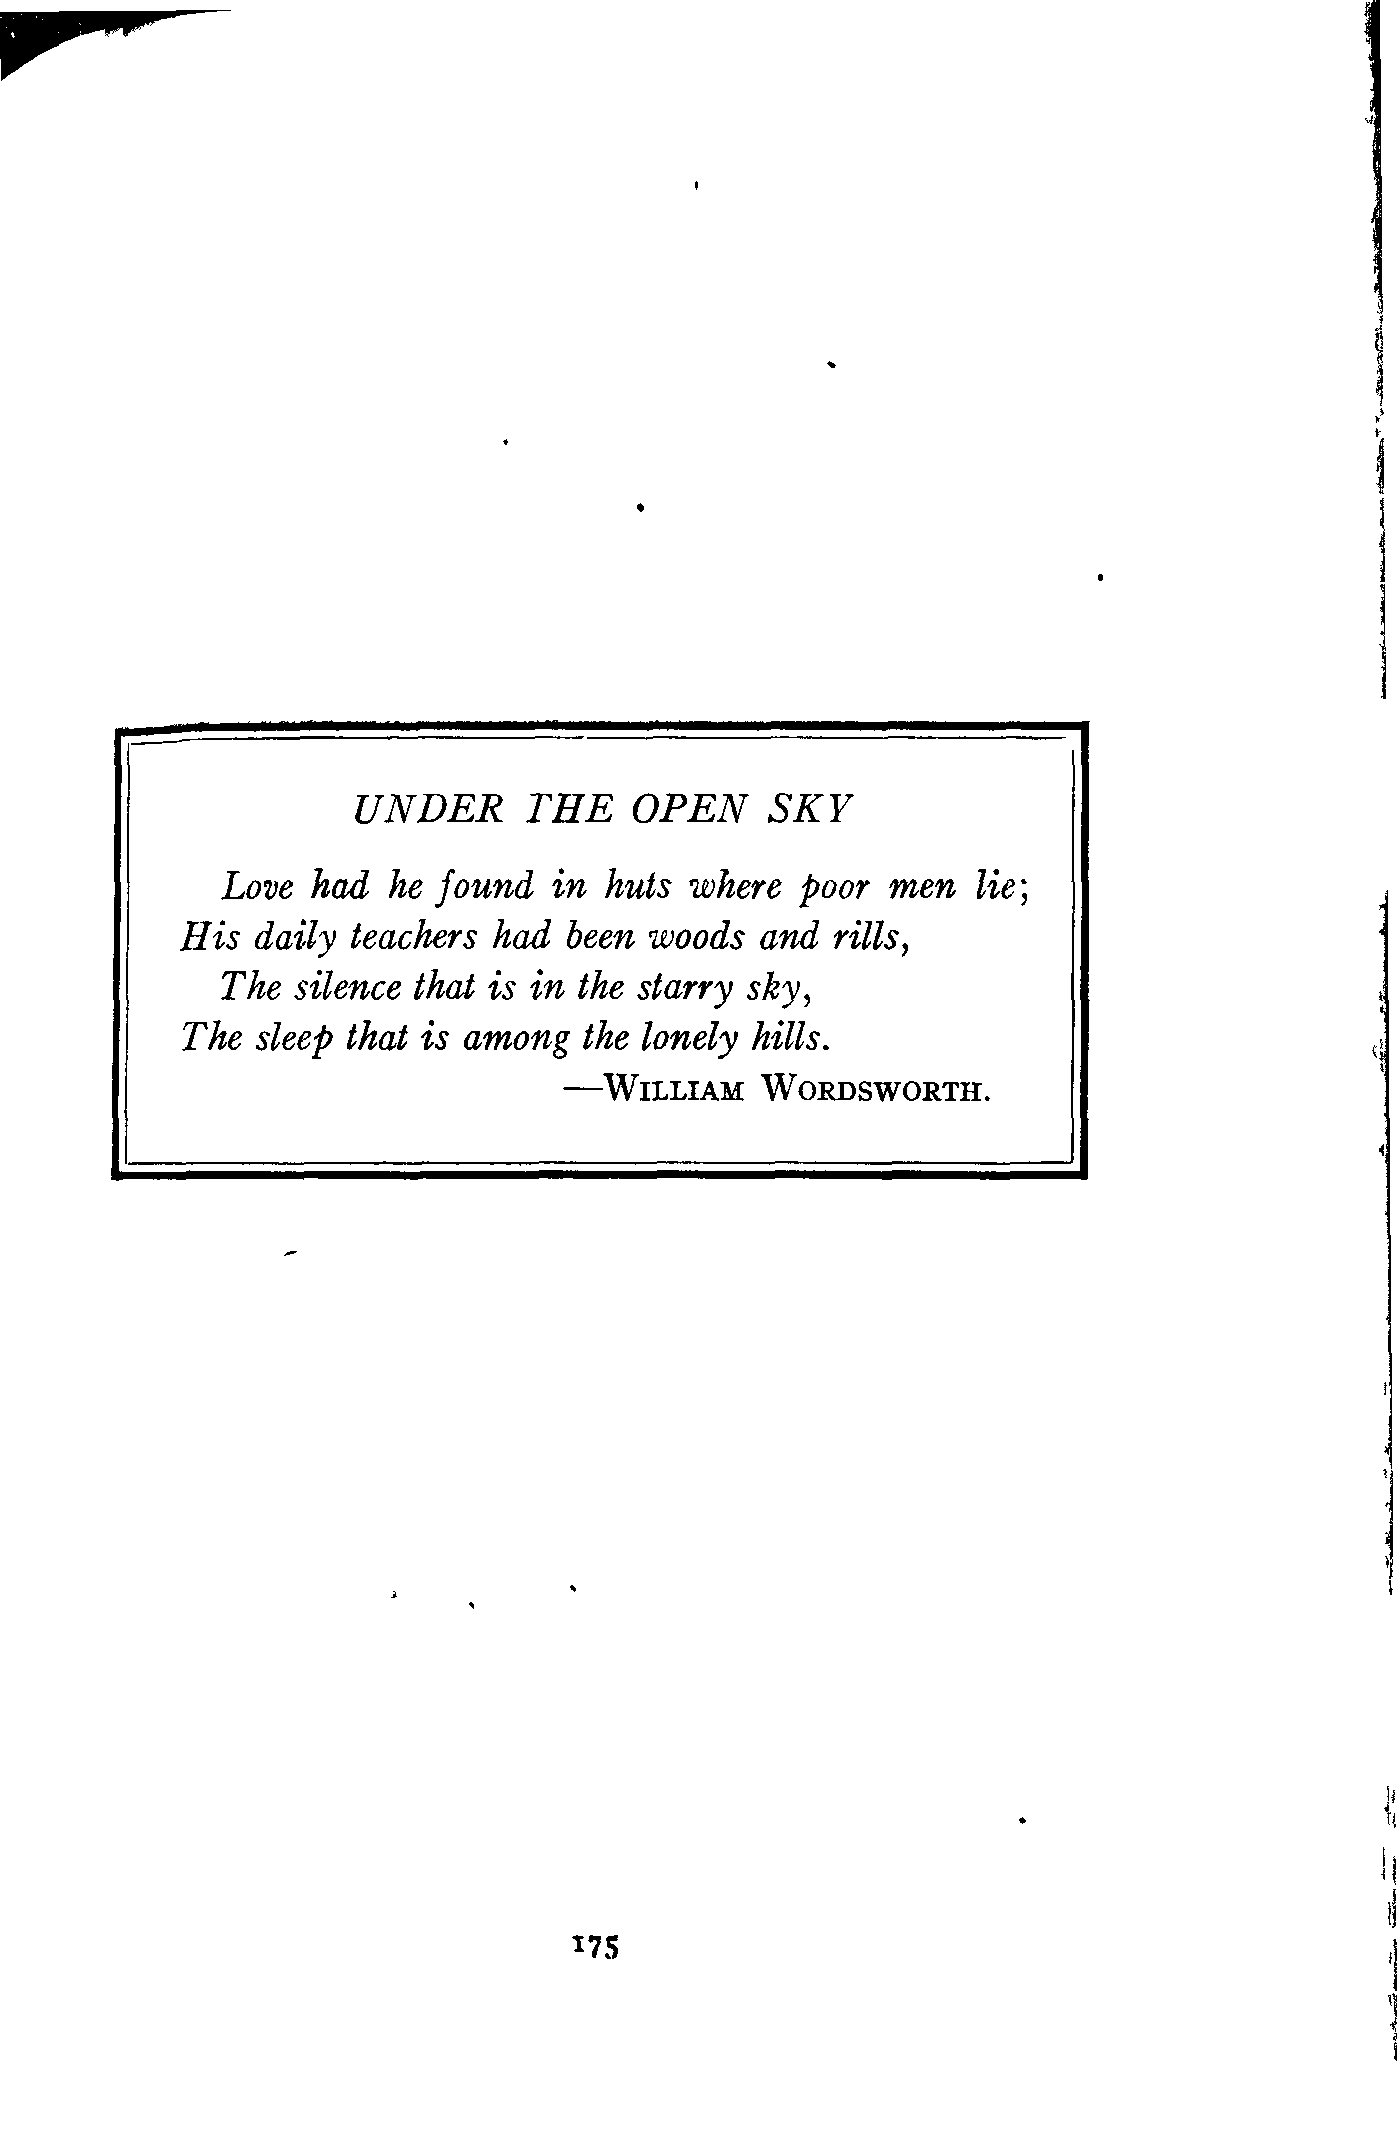 UNDER THE OPEN SKY
Love had he found in huts where poor men lie;
His daily teachers had been woods and rills,
The silence that is in the starry sky,
The sleep that is among the lonely hills.
—WILLIAM WORDSWORTH.
175